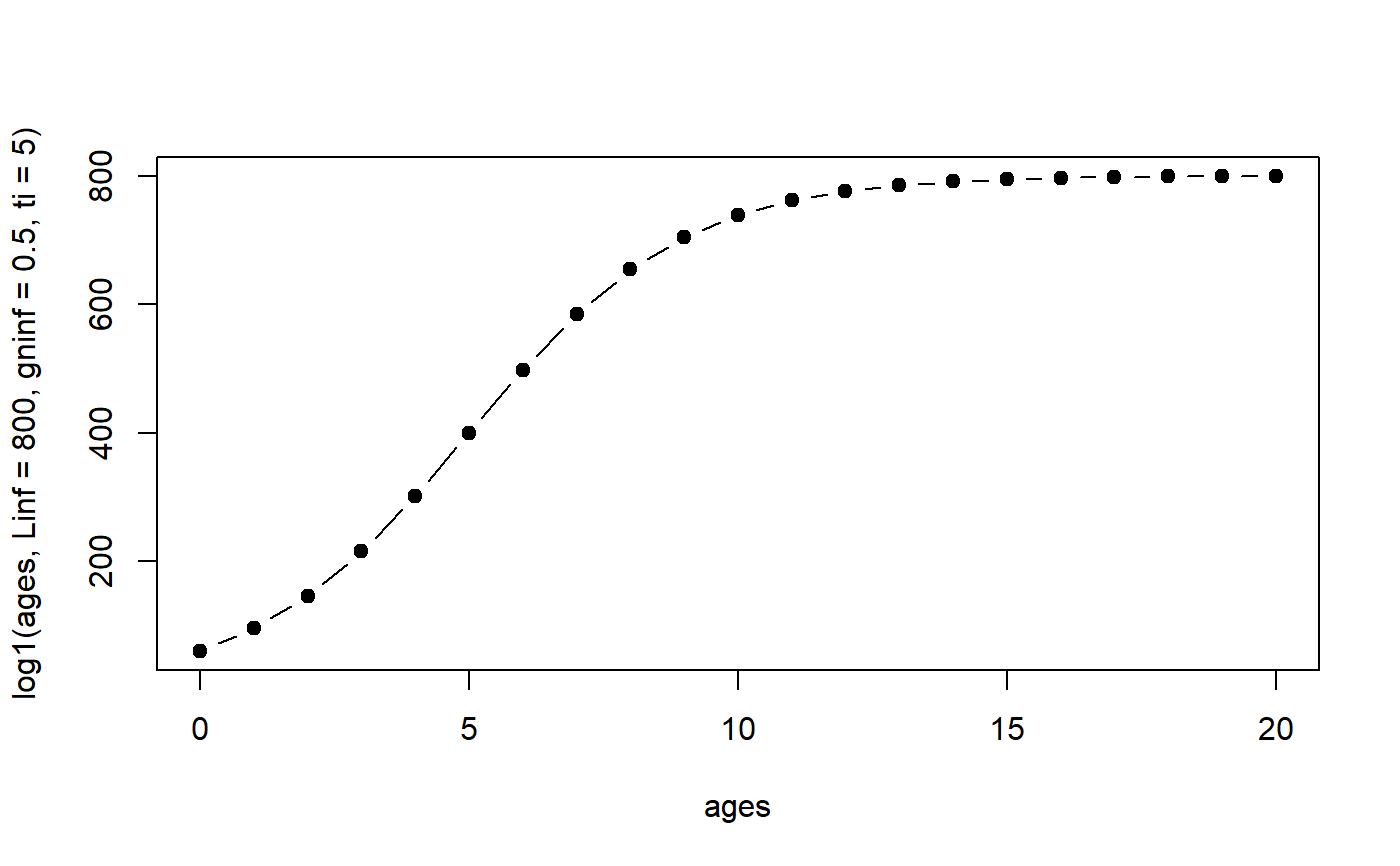 log1(ages, Linf = 800, gninf = 0.5, ti = 5)
800
600
400
200
0 5 10 15 20
ages